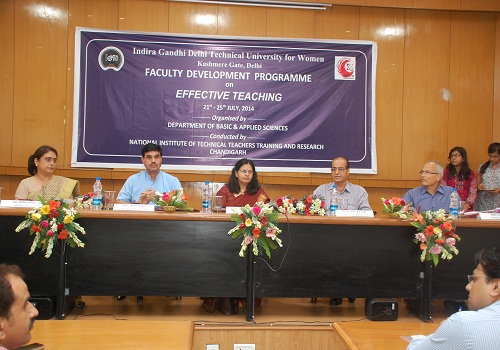 Indira Gandhi Delhi Technical University for Women
Kashmere Gate, Delhi
FACULTY DEVELOPMENT PROGRAMME
on
EFFECTIVE TEACHING
21st - 25th JULY, 2014
Organised by
DEPARTMENT OF BASIC & APPLIED SCIENCES
Conducted by
NATIONAL INSTITUTE OF TECHNICAL TEACHERS TRAINING AND RESEARCH
CHANDIGARH